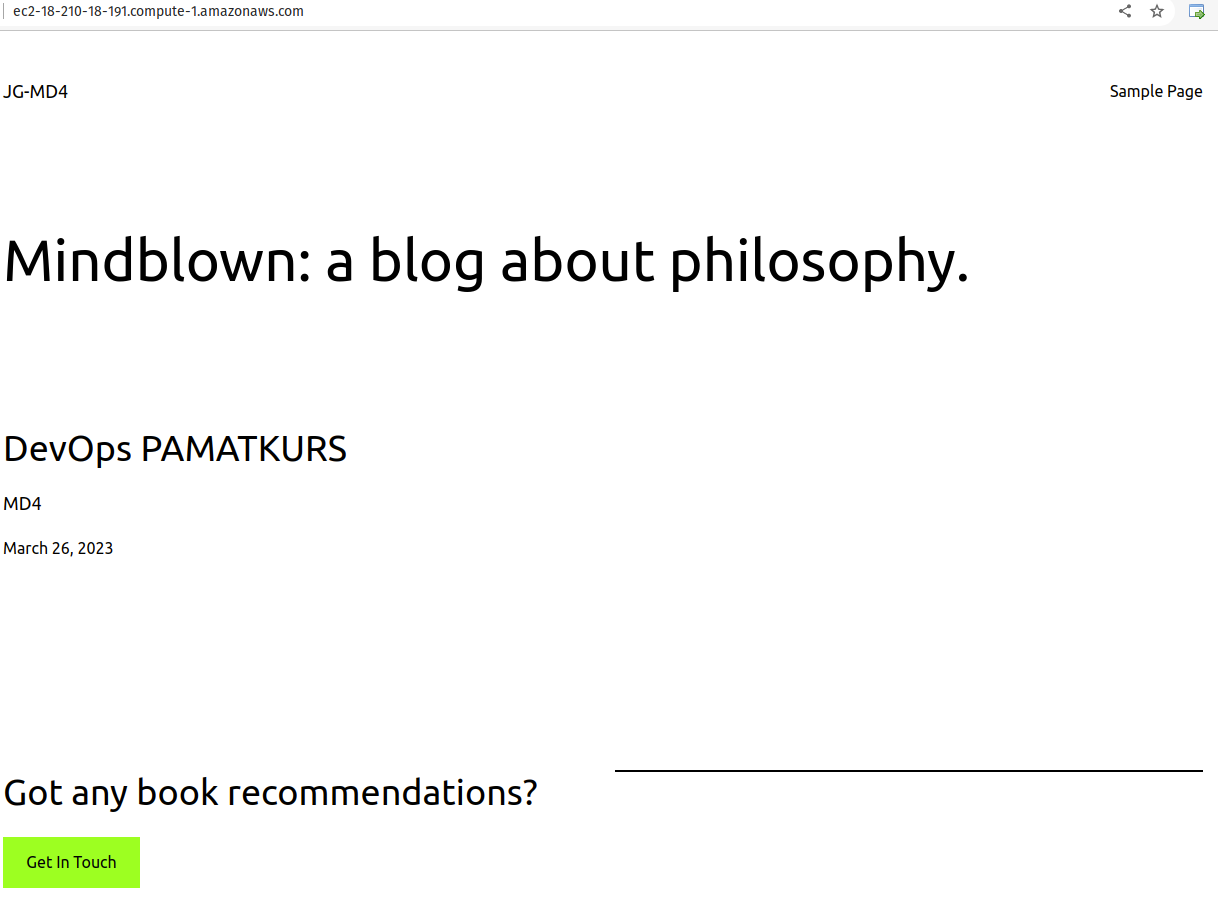 ec2-18-210-18-191.compute-1.amazonaws.com
JG-MD4
Sample Page
Mindblown: a blog about philosophy.
DevOps PAMATKURS
MD4
March 26, 2023
Got any book recommendations?
Get In Touch